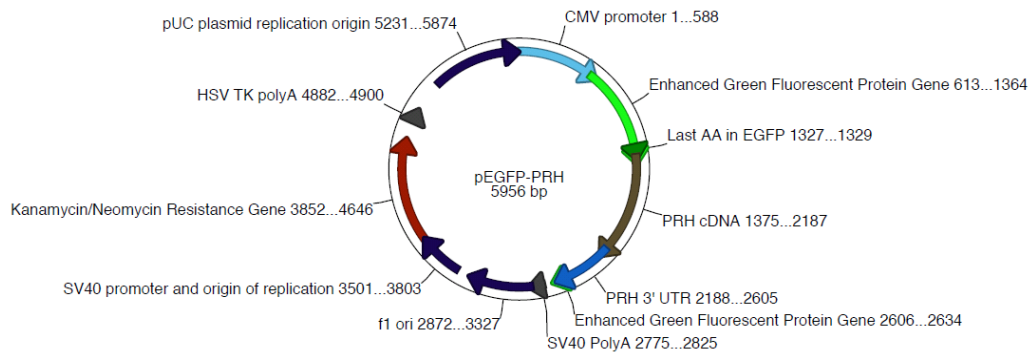 pUC plasmid replication origin 5231...5874
CMV promoter 1...588
HSV TK polyA 4882...4900
Enhanced Green Fluorescent Protein Gene 613...1364
Last AA in EGFP 1327...1329
pEGFP-PRH
5956 bp
Kanamycin/Neomycin Resistance Gene 3852...4646
PRH cDNA 1375...2187
SV40 promoter and origin of replication 3501...3803
PRH 3' UTR 2188...2605
f1 ori 2872...3327
Enhanced Green Fluorescent Protein Gene 2606...2634
SV40 PolyA 2775...2825